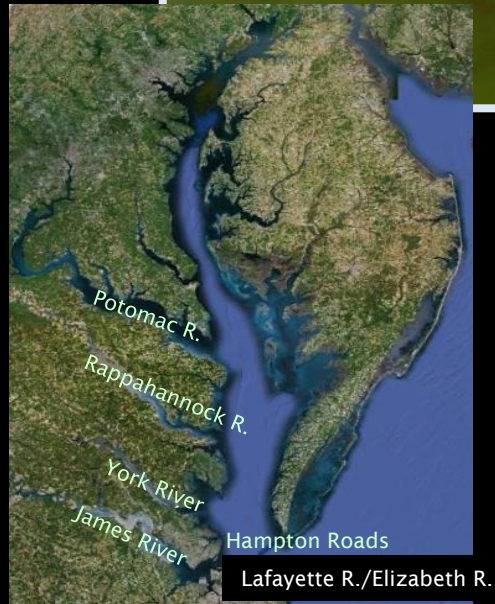 Potomac R.
Rappahannock R.
York River
James River
Hampton Roads
Lafayette R./Elizabeth R.